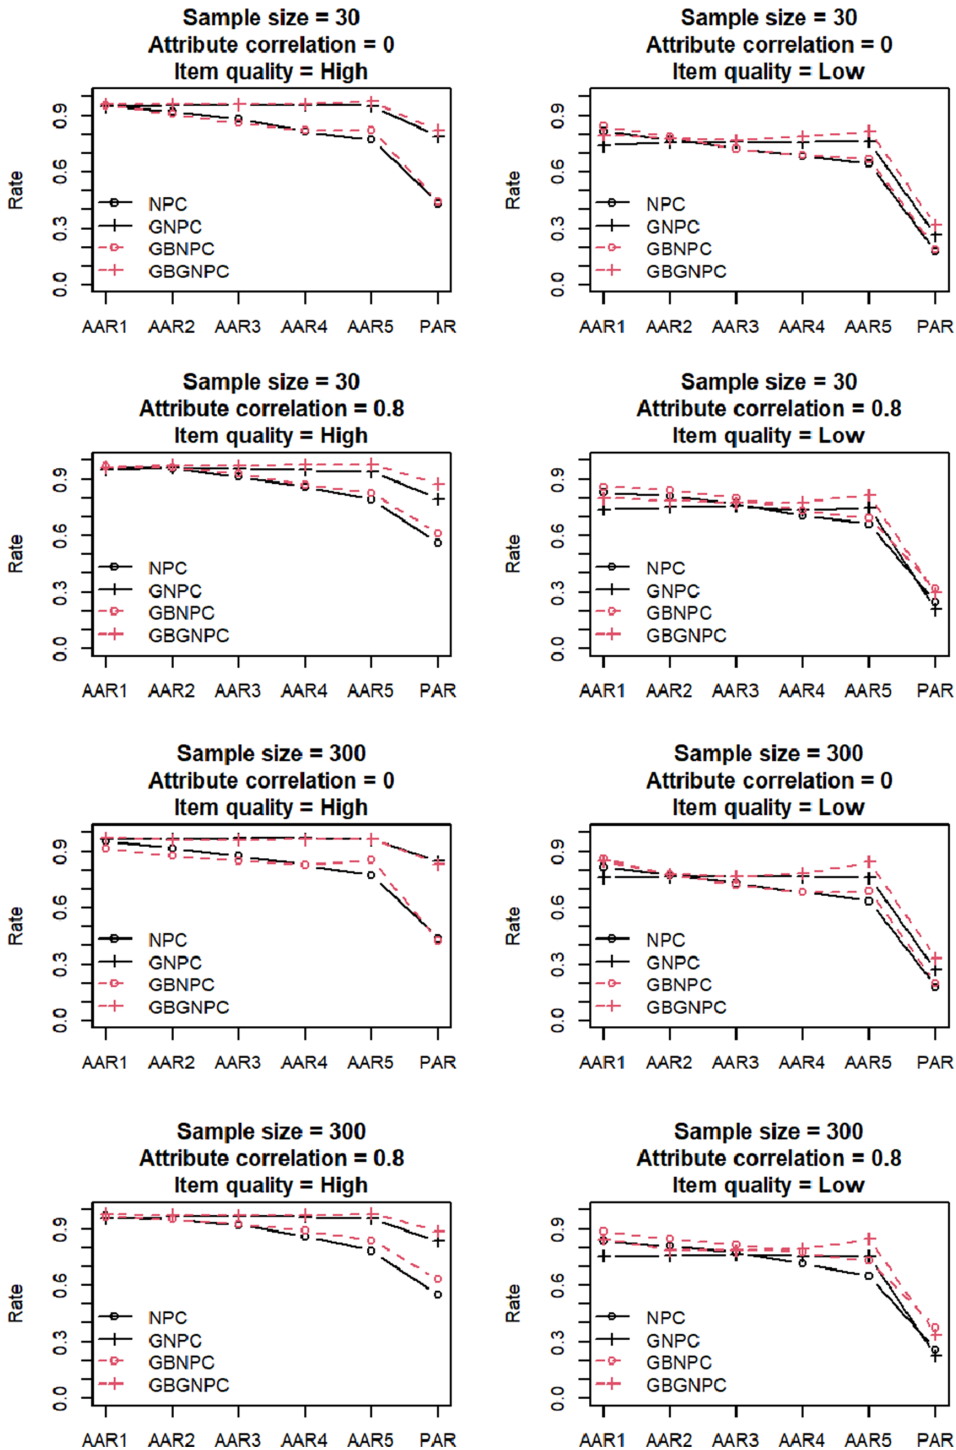 Sample size = 30
Attribute correlation = 0
Item quality = High
Rate
0.0 0.3 0.6 0.9
NPC
GNPC
GBNPC
GBGNPC
AAR1 AAR2 AAR3 AAR4 AAR5 PAR
Sample size = 30
Attribute correlation = 0
Item quality = Low
Rate
0.0 0.3 0.6 0.9
NPC
GNPC
GBNPC
GBGNPC
AAR1 AAR2 AAR3 AAR4 AAR5 PAR
Sample size = 30
Attribute correlation = 0.8
Item quality = High
Rate
0.0 0.3 0.6 0.9
NPC
GNPC
GBNPC
GBGNPC
AAR1 AAR2 AAR3 AAR4 AAR5 PAR
Sample size = 30
Attribute correlation = 0.8
Item quality = Low
Rate
0.0 0.3 0.6 0.9
NPC
GNPC
GBNPC
GBGNPC
AAR1 AAR2 AAR3 AAR4 AAR5 PAR
Sample size = 300
Attribute correlation = 0
Item quality = High
Rate
0.0 0.3 0.6 0.9
NPC
GNPC
GBNPC
GBGNPC
AAR1 AAR2 AAR3 AAR4 AAR5 PAR
Sample size = 300
Attribute correlation = 0
Item quality = Low
Rate
0.0 0.3 0.6 0.9
NPC
GNPC
GBNPC
GBGNPC
AAR1 AAR2 AAR3 AAR4 AAR5 PAR
Sample size = 300
Attribute correlation = 0.8
Item quality = High
Rate
0.0 0.3 0.6 0.9
NPC
GNPC
GBNPC
GBGNPC
AAR1 AAR2 AAR3 AAR4 AAR5 PAR
Sample size = 300
Attribute correlation = 0.8
Item quality = Low
Rate
0.0 0.3 0.6 0.9
NPC
GNPC
GBNPC
GBGNPC
AAR1 AAR2 AAR3 AAR4 AAR5 PAR